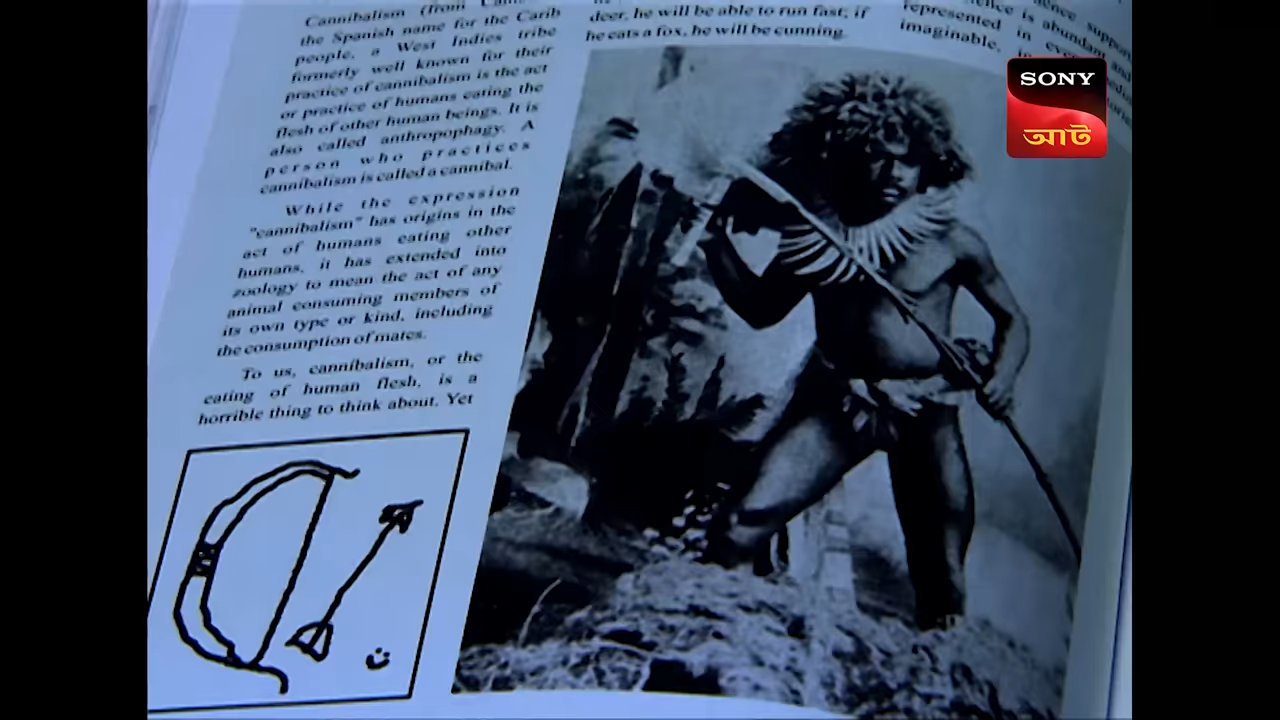 Cannibalism (from
the Spanish name for the Carib
people, a West Indies tribe
formerly well known for their
practice of cannibalism is the act
or practice of humans eating the
flesh of other human beings. It is
also called anthropophagy. A
person who practices
cannibalism is called a cannibal.
While the expression
"cannibalism" has origins in the
act of humans eating other
humans, it has extended into
zoology to mean the act of any
animal consuming members of
its own type or kind, including
the consumption of mates.
To us, cannibalism, or the
eating of human flesh, is a
horrible thing to think about. Yet
deer, he will be able to run fast; if
he eats a fox, he will be cunning.
is abundant and
represented in
imaginable,
SONY
আট